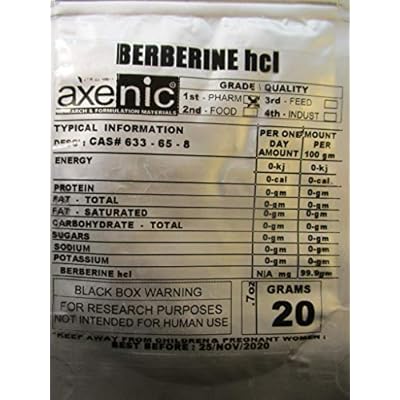 BERBERINE hcl
axenic®
RESEARCH & FORMULATION MATERIALS
GRADE \ QUALITY
1st - PHARM 3rd - FEED
2nd - FOOD 4th - INDUST
TYPICAL INFORMATION
CAS# 633 - 65 - 8
PER ONE DAY AMOUNT
AMOUNT PER 100 gm
ENERGY 0-kj 0-kj
0-cal 0-cal
PROTEIN 0-gm 0-gm
FAT - TOTAL 0-gm 0-gm
FAT - SATURATED 0-gm 0-gm
CARBOHYDRATE - TOTAL 0-gm 0-gm
SUGARS 0-gm 0-gm
SODIUM 0-gm 0-gm
POTASSIUM 0-gm 0-gm
BERBERINE hcl N/A mg 99.9gm
BLACK BOX WARNING
FOR RESEARCH PURPOSES
NOT INTENDED FOR HUMAN USE
.7oz
GRAMS
20
KEEP AWAY FROM CHILDREN & PREGNANT WOMEN :
BEST BEFORE : 25/NOV/2020